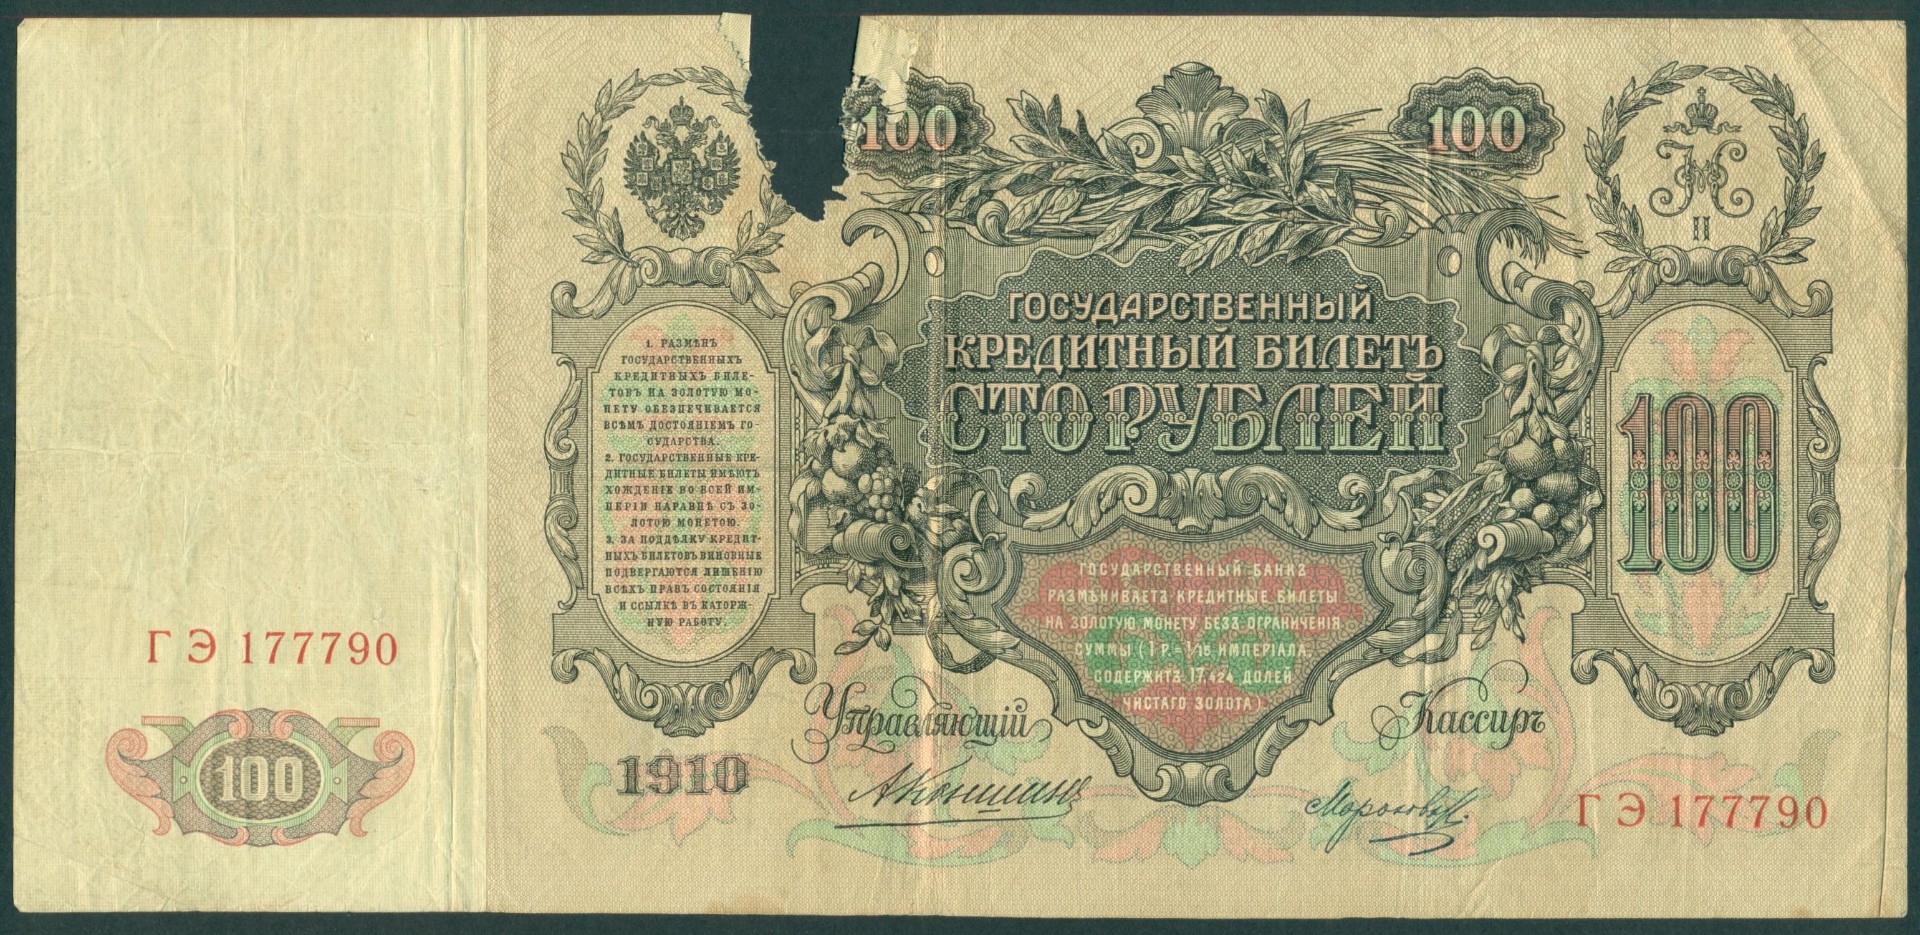 100
100
II
ГОСУДАРСТВЕННЫЙ
КРЕДИТНЫЙ БИЛЕТЪ
СТО РУБЛЕЙ
1. РАЗМѢНЪ
ГОСУДАРСТВЕННЫХЪ
КРЕДИТНЫХЪ БИЛЕ-
ТОВЪ НА ЗОЛОТУЮ МО-
НЕТУ ОБЕЗПЕЧИВАЕТСЯ
ВСѢМЪ ДОСТОЯНІЕМЪ ГО-
СУДАРСТВА.
2. ГОСУДАРСТВЕННЫЕ КРЕ-
ДИТНЫЕ БИЛЕТЫ ИМѢЮТЪ
ХОЖДЕНІЕ ВО ВСЕЙ ИМ-
ПЕРІИ НАРАВНѢ СЪ ЗО-
ЛОТОЮ МОНЕТОЮ.
3. ЗА ПОДДѢЛКУ КРЕДИТ-
НЫХЪ БИЛЕТОВЪ ВИНОВНЫЕ
ПОДВЕРГАЮТСЯ ЛИШЕНІЮ
ВСѢХЪ ПРАВЪ СОСТОЯНІЯ
И ССЫЛКѢ ВЪ КАТОРЖ-
НУЮ РАБОТУ.
100
ГОСУДАРСТВЕННЫЙ БАНКЪ
РАЗМѢНИВАЕТЪ КРЕДИТНЫЕ БИЛЕТЫ
НА ЗОЛОТУЮ МОНЕТУ БЕЗЪ ОГРАНИЧЕНІЯ
СУММЫ (1 Р.= 1/15 ИМПЕРІАЛА,
СОДЕРЖИТЪ 17,424 ДОЛЕЙ
ЧИСТАГО ЗОЛОТА)
ГЭ 177790
100
Управляющій
Кассиръ
1910
АКоншинъ
ГЭ 177790